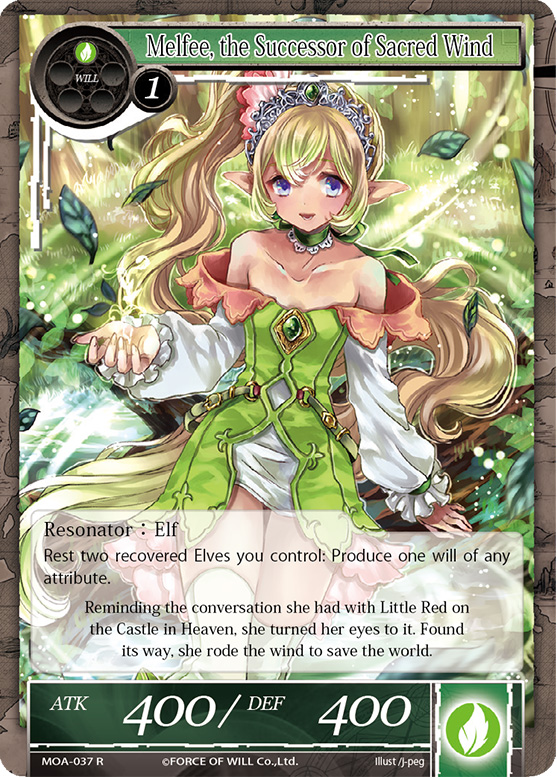 Melfee, the Successor of Sacred Wind
WILL
1
Resonator : Elf
Rest two recovered Elves you control: Produce one will of any
attribute.
Reminding the conversation she had with Little Red on
the Castle in Heaven, she turned her eyes to it. Found
its way, she rode the wind to save the world.
ATK 400 / DEF 400
MOA-037 R ©FORCE OF WILL Co.,Ltd. Illust /j-peg